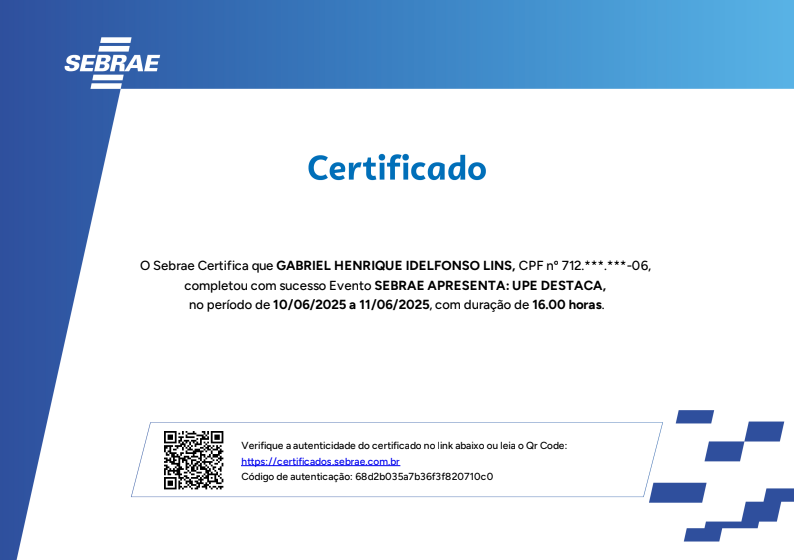 SEBRAE
Certificado
O Sebrae Certifica que GABRIEL HENRIQUE IDELFONSO LINS, CPF nº 712.***.***-06,
completou com sucesso Evento SEBRAE APRESENTA: UPE DESTACA,
no período de 10/06/2025 a 11/06/2025, com duração de 16.00 horas.
Verifique a autenticidade do certificado no link abaixo ou leia o Qr Code:
https://certificados.sebrae.com.br
Código de autenticação: 68d2b035a7b36f3f820710c0